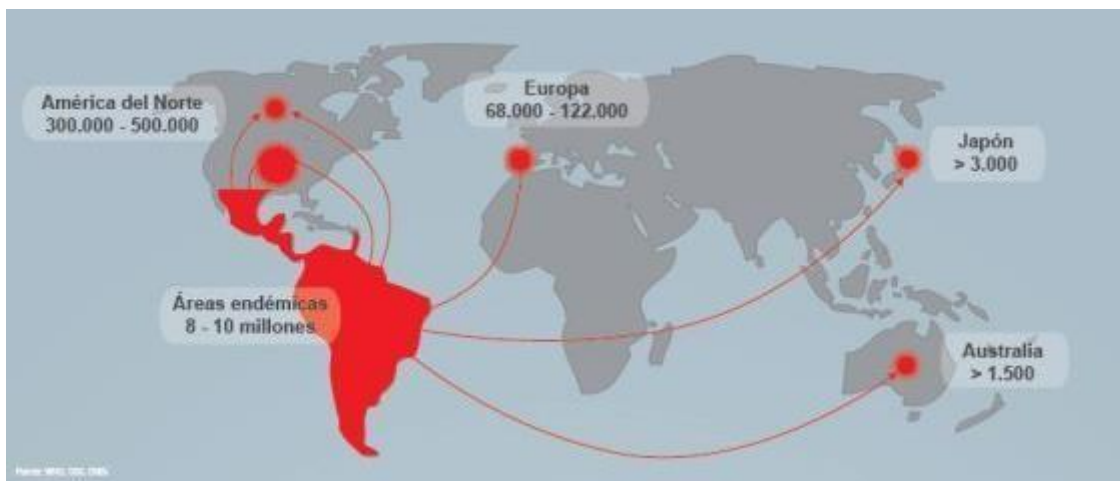 América del Norte
300.000 - 500.000
Europa
68.000 - 122.000
Japón
> 3.000
Áreas endémicas
8 - 10 millones
Australia
> 1.500